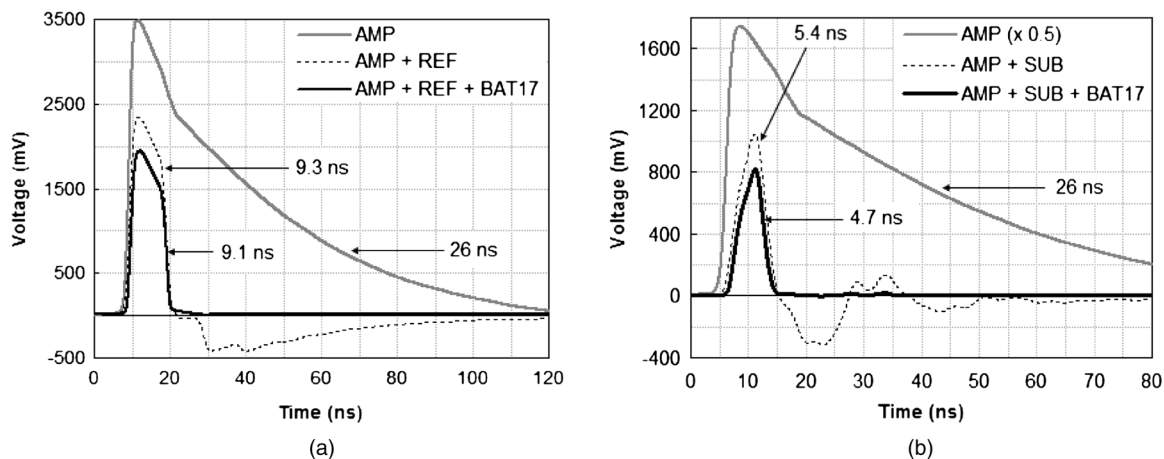 3500
2500
1500
500
-500
Voltage (mV)
AMP
AMP + REF
AMP + REF + BAT17
9.3 ns
9.1 ns
26 ns
0
20
40
60
80
100
120
Time (ns)
(a)
1600
1200
800
400
0
-400
Voltage (mV)
5.4 ns
AMP (x 0.5)
AMP + SUB
AMP + SUB + BAT17
4.7 ns
26 ns
0
10
20
30
40
50
60
70
80
Time (ns)
(b)